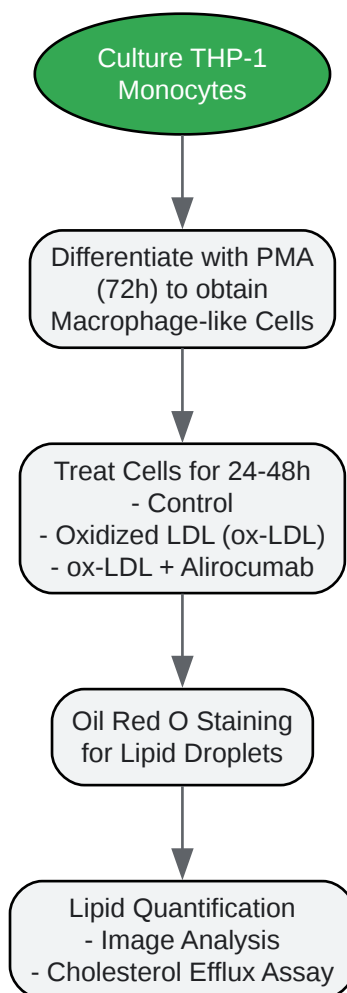 Culture THP-1
Monocytes
Differentiate with PMA
(72h) to obtain
Macrophage-like Cells
Treat Cells for 24-48h
- Control
- Oxidized LDL (ox-LDL)
- ox-LDL + Alirocumab
Oil Red O Staining
for Lipid Droplets
Lipid Quantification
- Image Analysis
- Cholesterol Efflux Assay